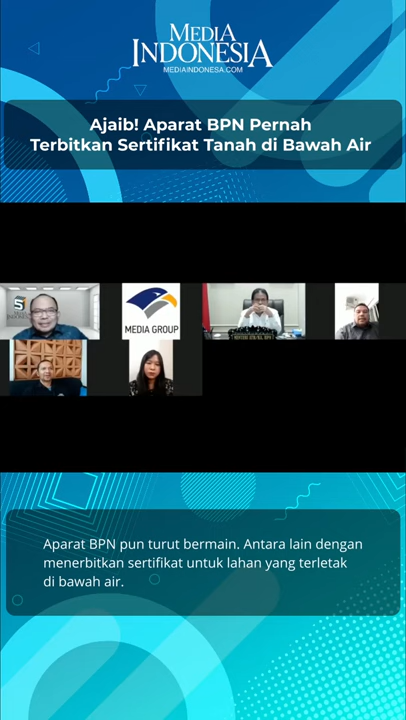 MEDIA
INDONESIA
MEDIAINDONESA.COM
Ajaib! Aparat BPN Pernah
Terbitkan Sertifikat Tanah di Bawah Air
MEDIA GROUP
Aparat BPN pun turut bermain. Antara lain dengan
menerbitkan sertifikat untuk lahan yang terletak
di bawah air.